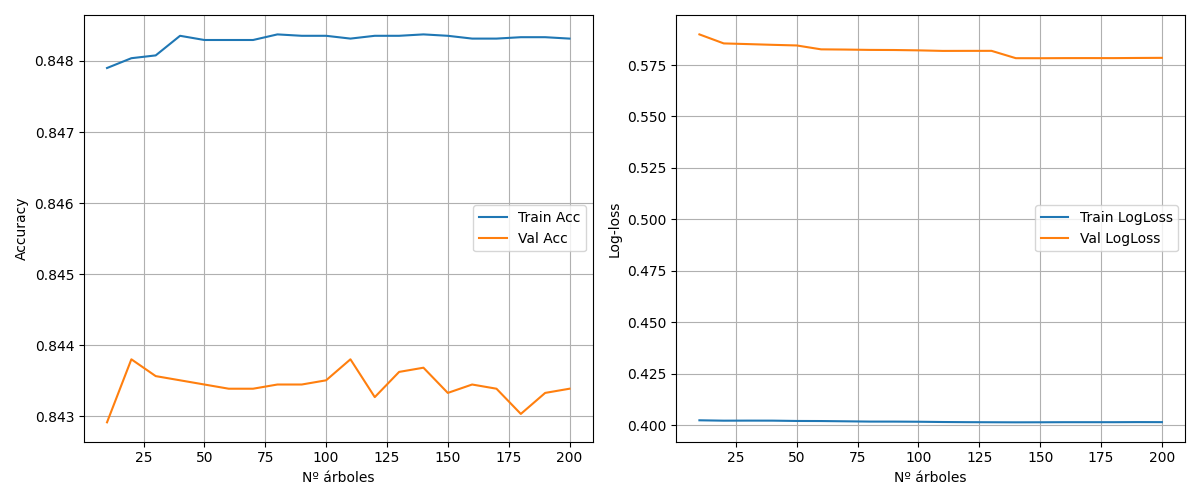 0.848
0.847
0.846
0.845
0.844
0.843
Accuracy
Train Acc
Val Acc
25 50 75 100 125 150 175 200
Nº árboles
0.575
0.550
0.525
0.500
0.475
0.450
0.425
0.400
Log-loss
Train LogLoss
Val LogLoss
25 50 75 100 125 150 175 200
Nº árboles